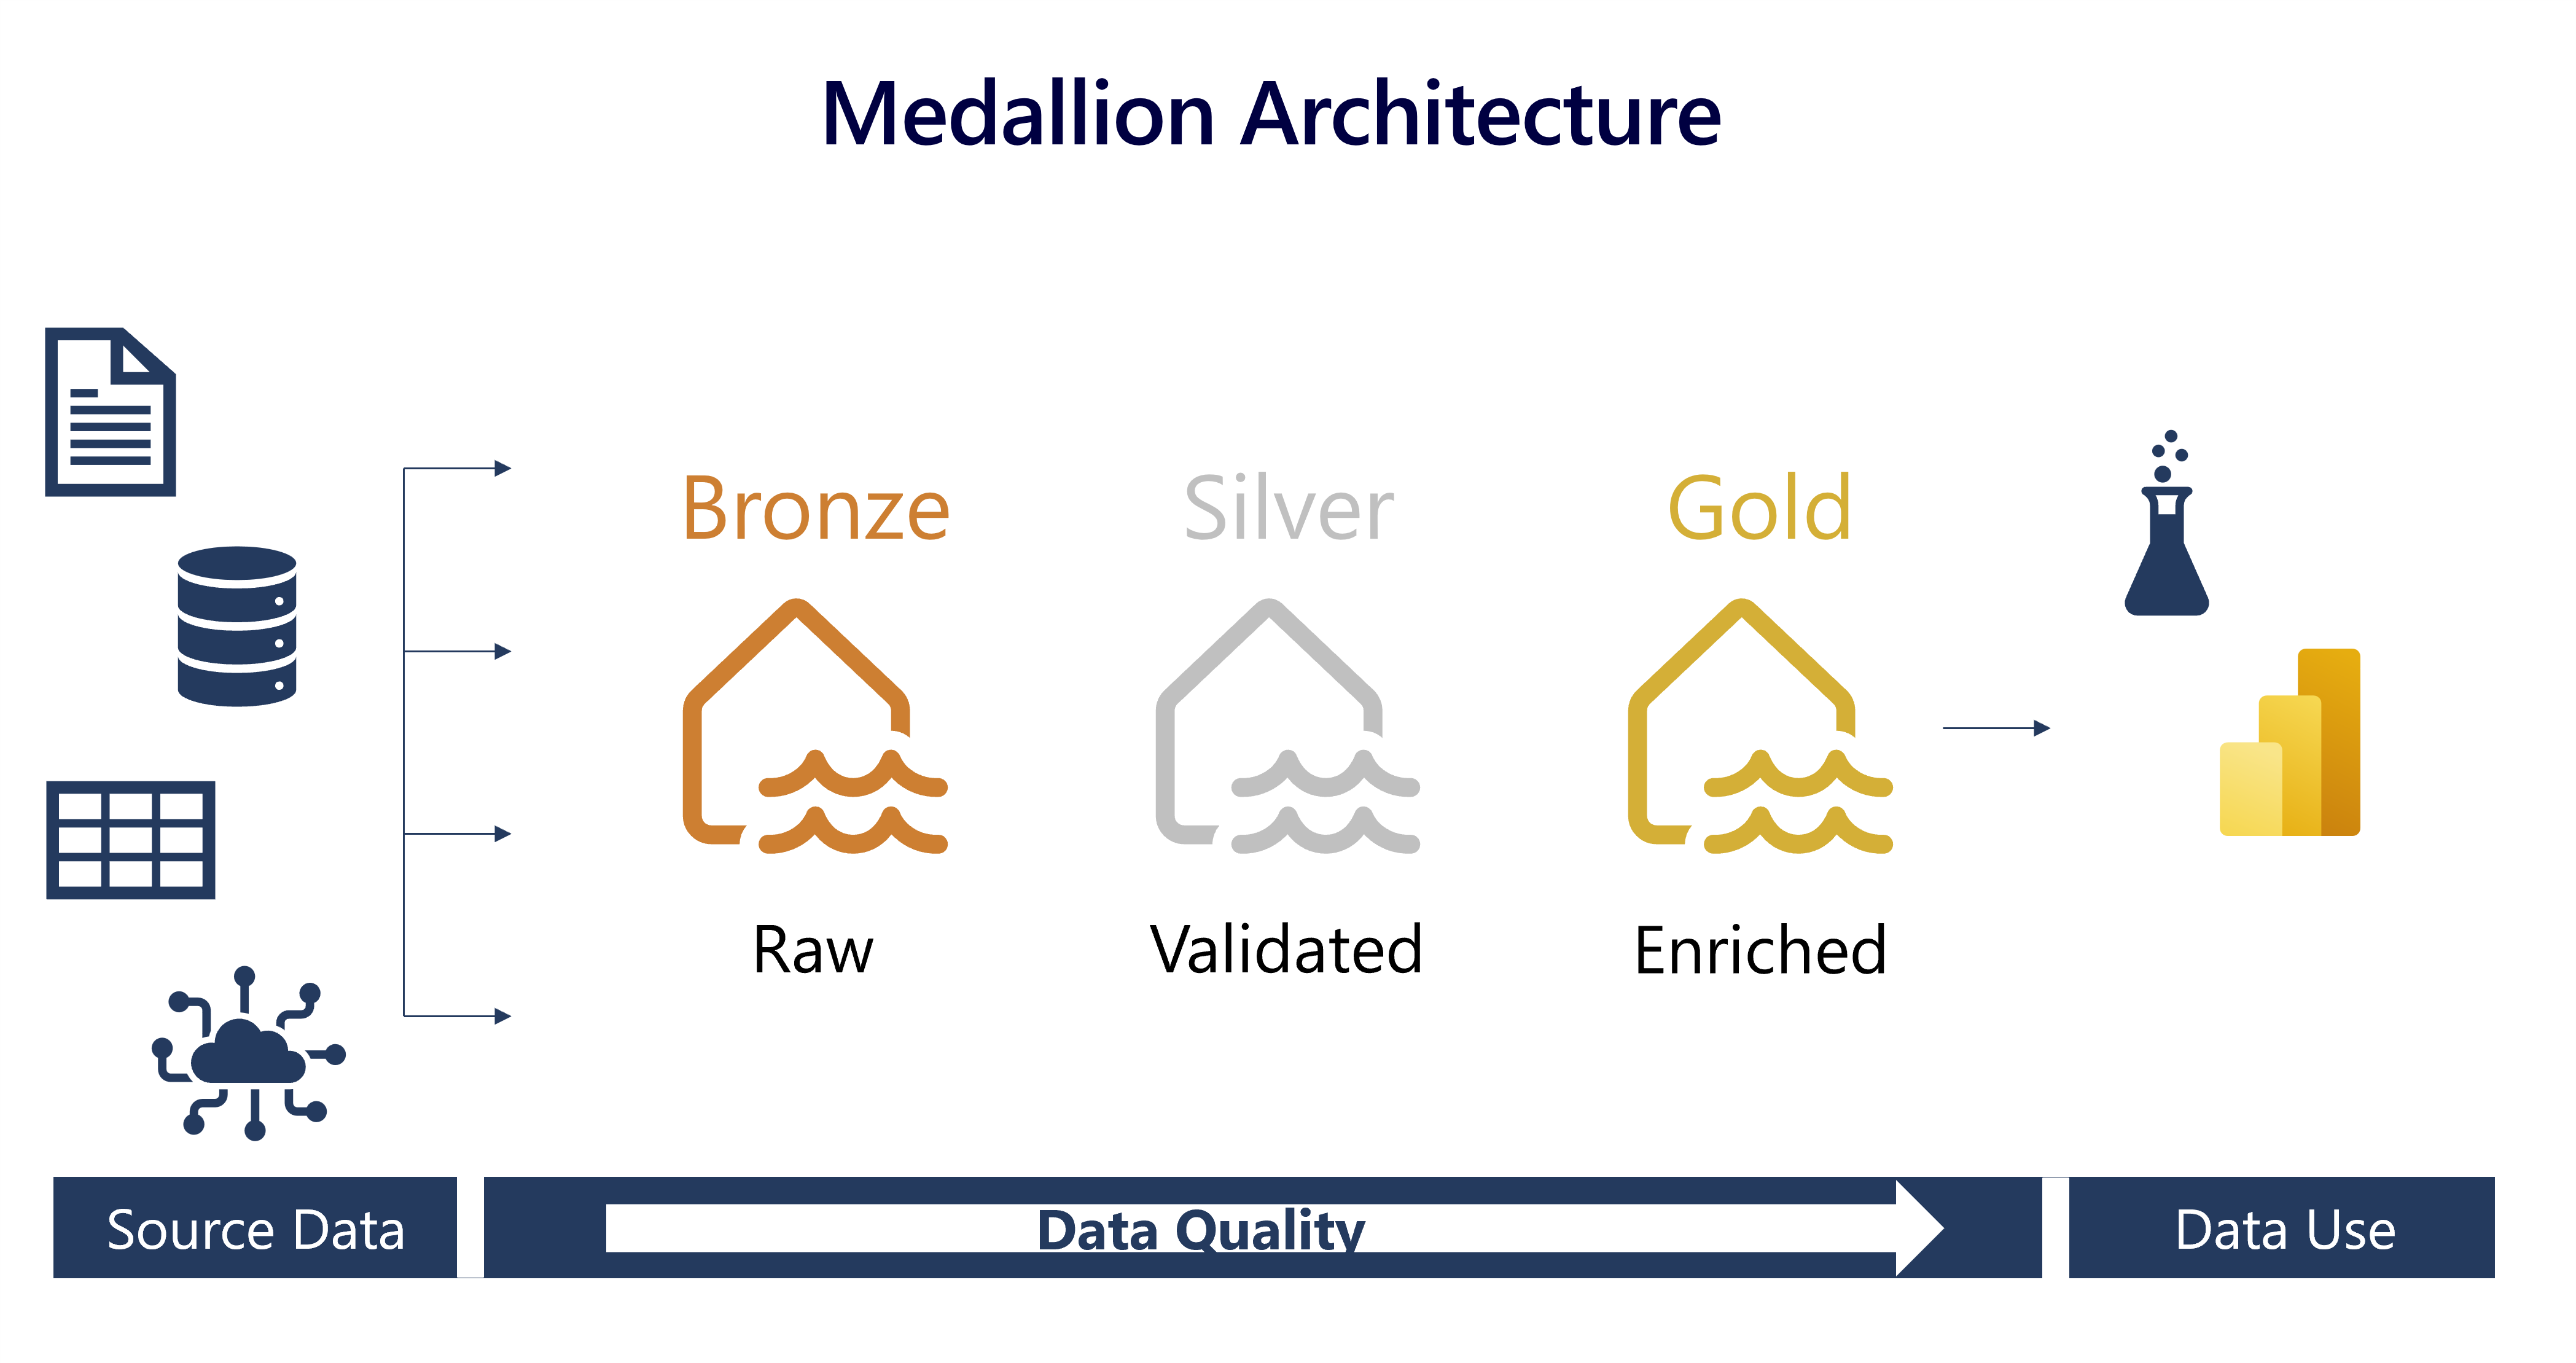 Medallion Architecture
Bronze
Silver
Gold
Raw
Validated
Enriched
Source Data
Data Quality
Data Use